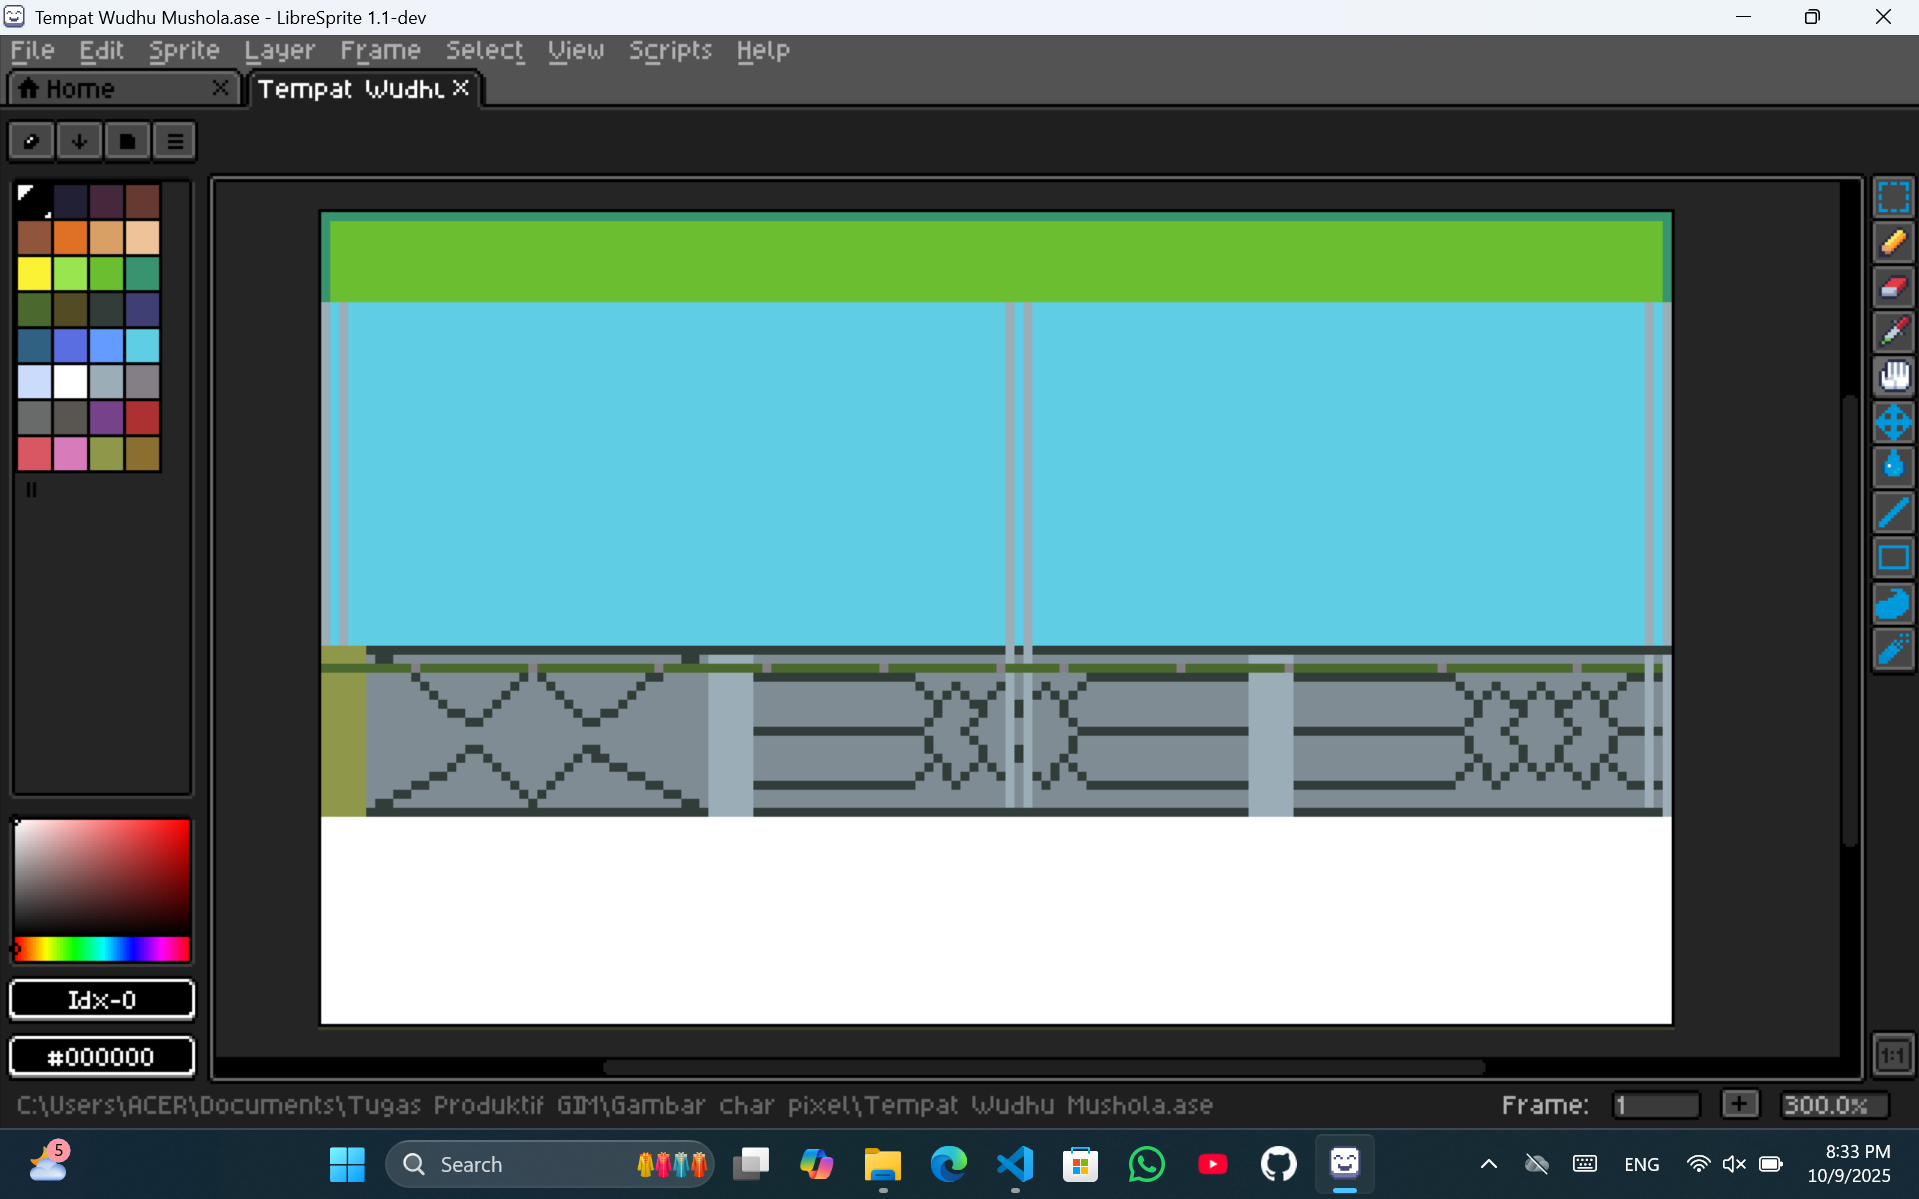 Tempat Wudhu Mushola.ase - LibreSprite 1.1-dev
File Edit Sprite Layer Frame Select View Scripts Help
Home Tempat Wudhu
Idx-0
#000000
C:\Users\ACER\Documents\Tugas Produktif GIM\Gambar char pixel\Tempat Wudhu Mushola.ase Frame: 1 + 300.0%
1:1
5 Search ENG 8:33 PM
10/9/2025